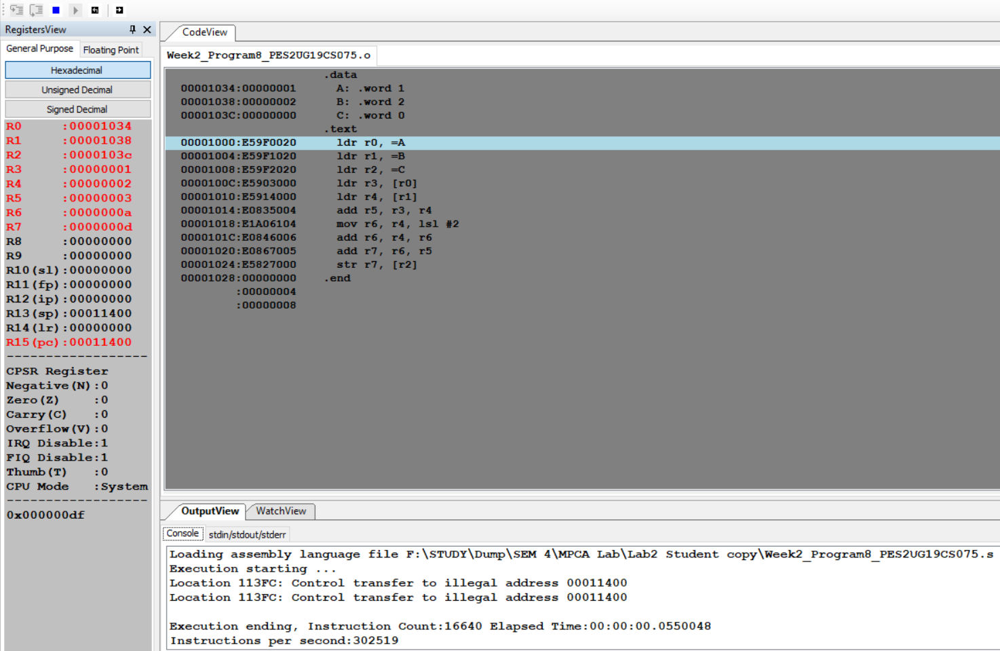 RegistersView
General Purpose Floating Point
Hexadecimal
Unsigned Decimal
Signed Decimal
R0 :00001034
R1 :00001038
R2 :0000103c
R3 :00000001
R4 :00000002
R5 :00000003
R6 :0000000a
R7 :0000000d
R8 :00000000
R9 :00000000
R10(sl):00000000
R11(fp):00000000
R12(ip):00000000
R13(sp):00011400
R14(lr):00000000
R15(pc):00011400
------------------
CPSR Register
Negative(N):0
Zero(Z) :0
Carry(C) :0
Overflow(V):0
IRQ Disable:1
FIQ Disable:1
Thumb(T) :0
CPU Mode :System
------------------
0x000000df
CodeView
Week2_Program8_PES2UG19CS075.o
.data
00001034:00000001 A: .word 1
00001038:00000002 B: .word 2
0000103C:00000000 C: .word 0
.text
00001000:E59F0020 ldr r0, =A
00001004:E59F1020 ldr r1, =B
00001008:E59F2020 ldr r2, =C
0000100C:E5903000 ldr r3, [r0]
00001010:E5914000 ldr r4, [r1]
00001014:E0835004 add r5, r3, r4
00001018:E1A06104 mov r6, r4, lsl #2
0000101C:E0846006 add r6, r4, r6
00001020:E0867005 add r7, r6, r5
00001024:E5827000 str r7, [r2]
00001028:00000000 .end
:00000004
:00000008
OutputView WatchView
Console stdin/stdout/stderr
Loading assembly language file F:\STUDY\Dump\SEM 4\MPCA Lab\Lab2 Student copy\Week2_Program8_PES2UG19CS075.s
Execution starting ...
Location 113FC: Control transfer to illegal address 00011400
Location 113FC: Control transfer to illegal address 00011400
Execution ending, Instruction Count:16640 Elapsed Time:00:00:00.0550048
Instructions per second:302519